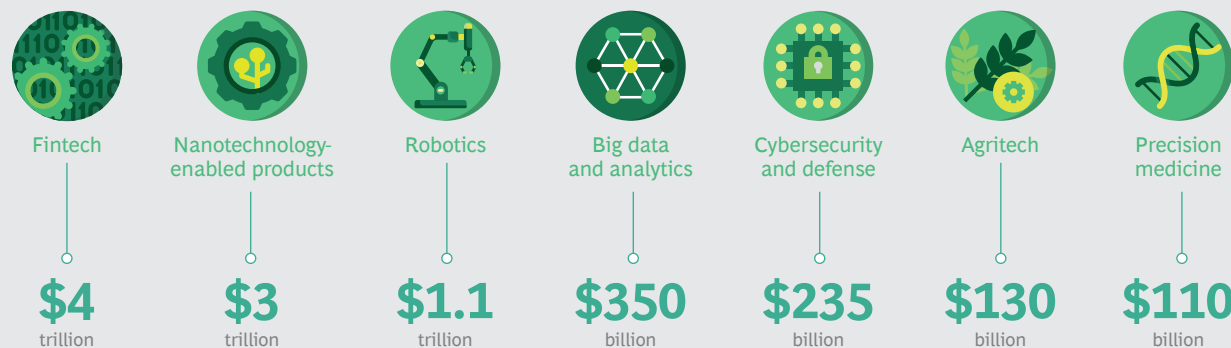 Fintech
Nanotechnology-
enabled products
Robotics
Big data
and analytics
Cybersecurity
and defense
Agritech
Precision
medicine
$4
trillion
$3
trillion
$1.1
trillion
$350
billion
$235
billion
$130
billion
$110
billion